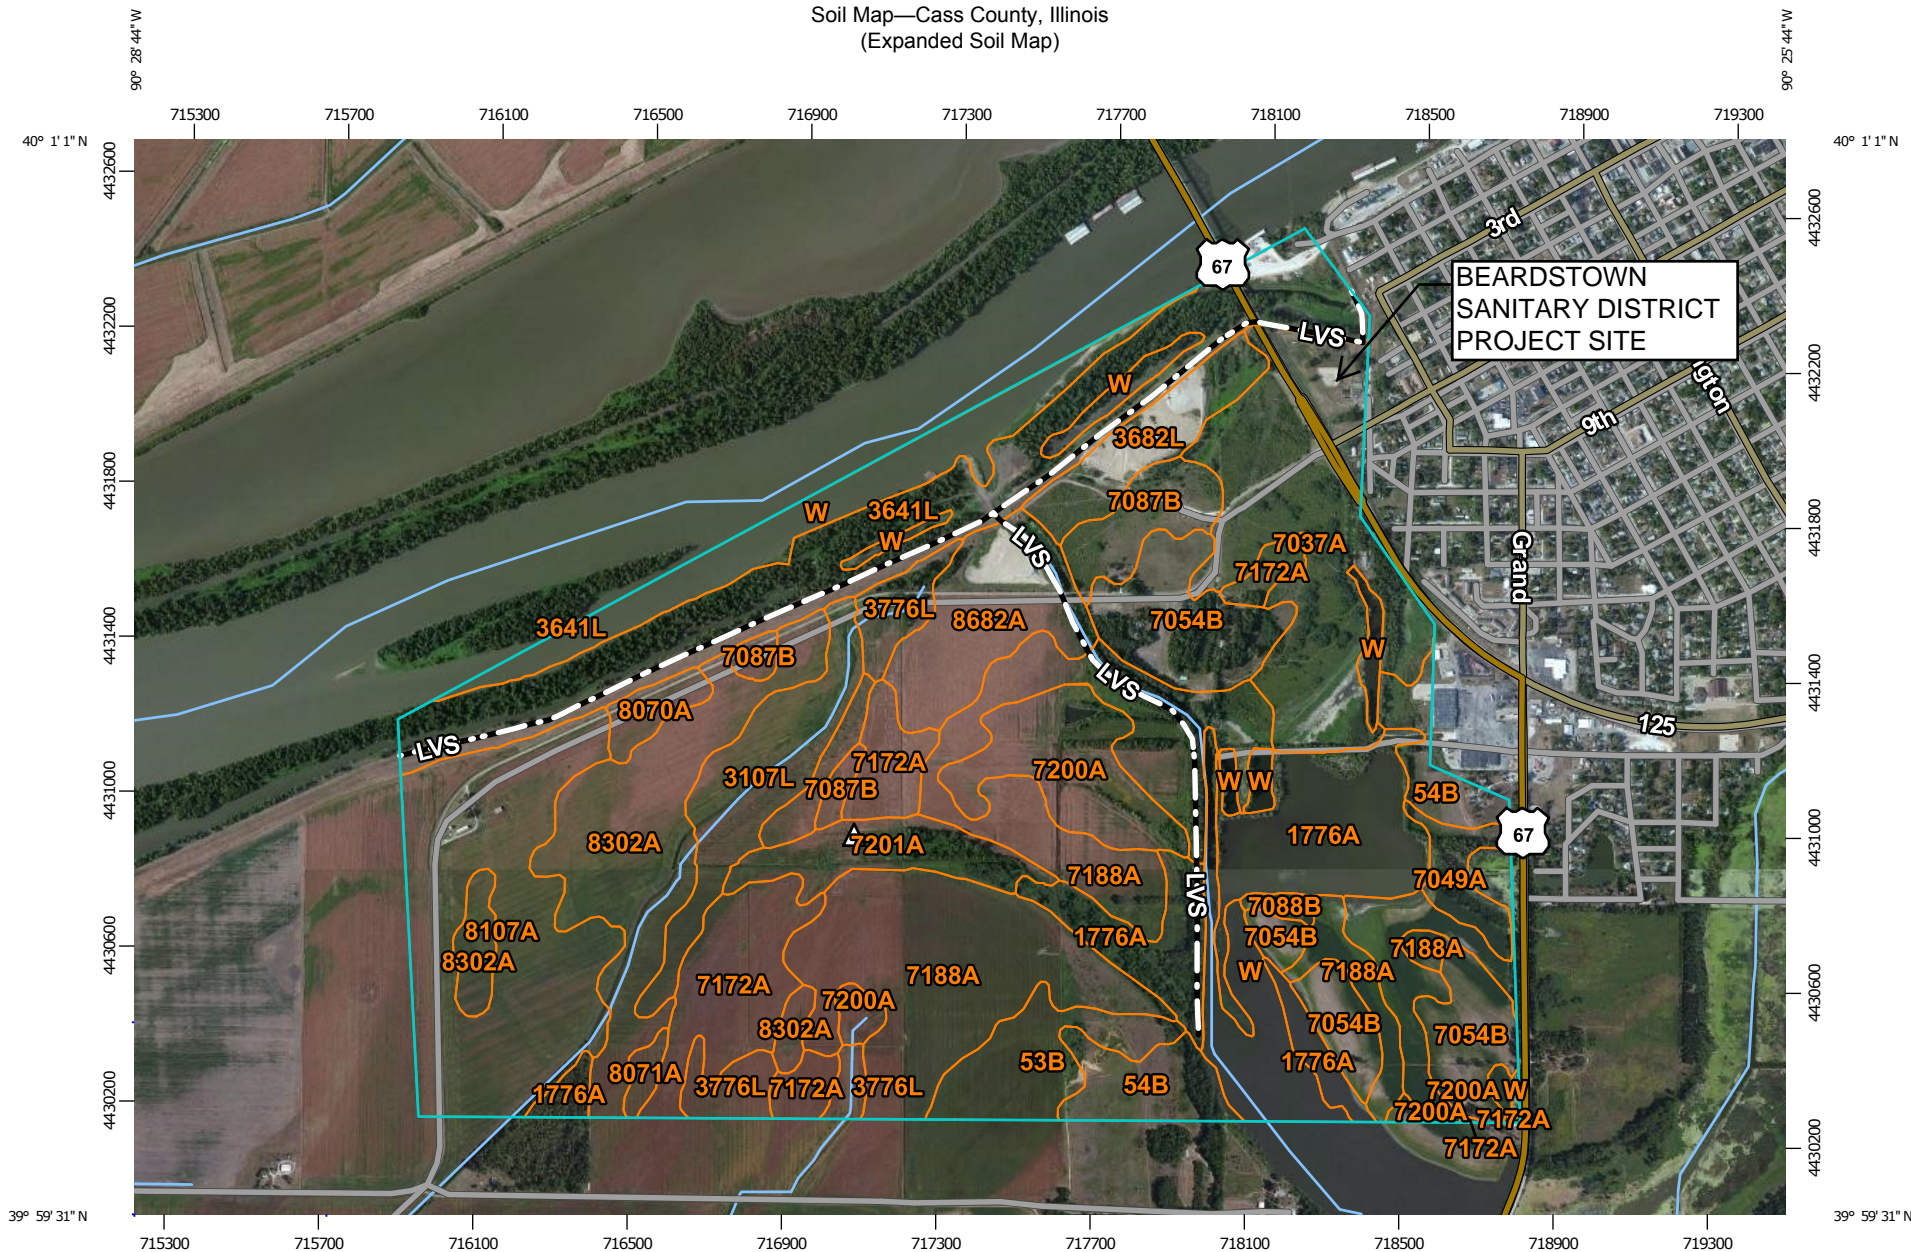 Soil Map—Cass County, Illinois
(Expanded Soil Map)
90° 28' 44" W
90° 25' 44" W
715300 715700 716100 716500 716900 717300 717700 718100 718500 718900 719300
40° 1' 1" N
40° 1' 1" N
4432600
4432600
3rd
67
BEARDSTOWN
SANITARY DISTRICT
PROJECT SITE
4432200
LVS
4432200
W
ngton
9th
3682L
4431800
7087B
W
3641L
4431800
W
LVS
7037A
Grand
7172A
3776L
8682A
7054B
4431400
3641L
7087B
W
LVS
4431400
8070A
125
LVS
7172A
7200A
3107L
7087B
W W
54B
4431000
8302A
7201A
1776A
67
4431000
7188A
7049A
LVS
7088B
8107A
1776A
7054B
7188A
4430600
8302A
7172A
7188A
W
7188A
7200A
4430600
8302A
7054B
7054B
53B
1776A
8071A
3776L
7172A
3776L
54B
1776A
7200A W
4430200
7200A
7172A
7172A
4430200
39° 59' 31" N
39° 59' 31" N
715300 715700 716100 716500 716900 717300 717700 718100 718500 718900 719300